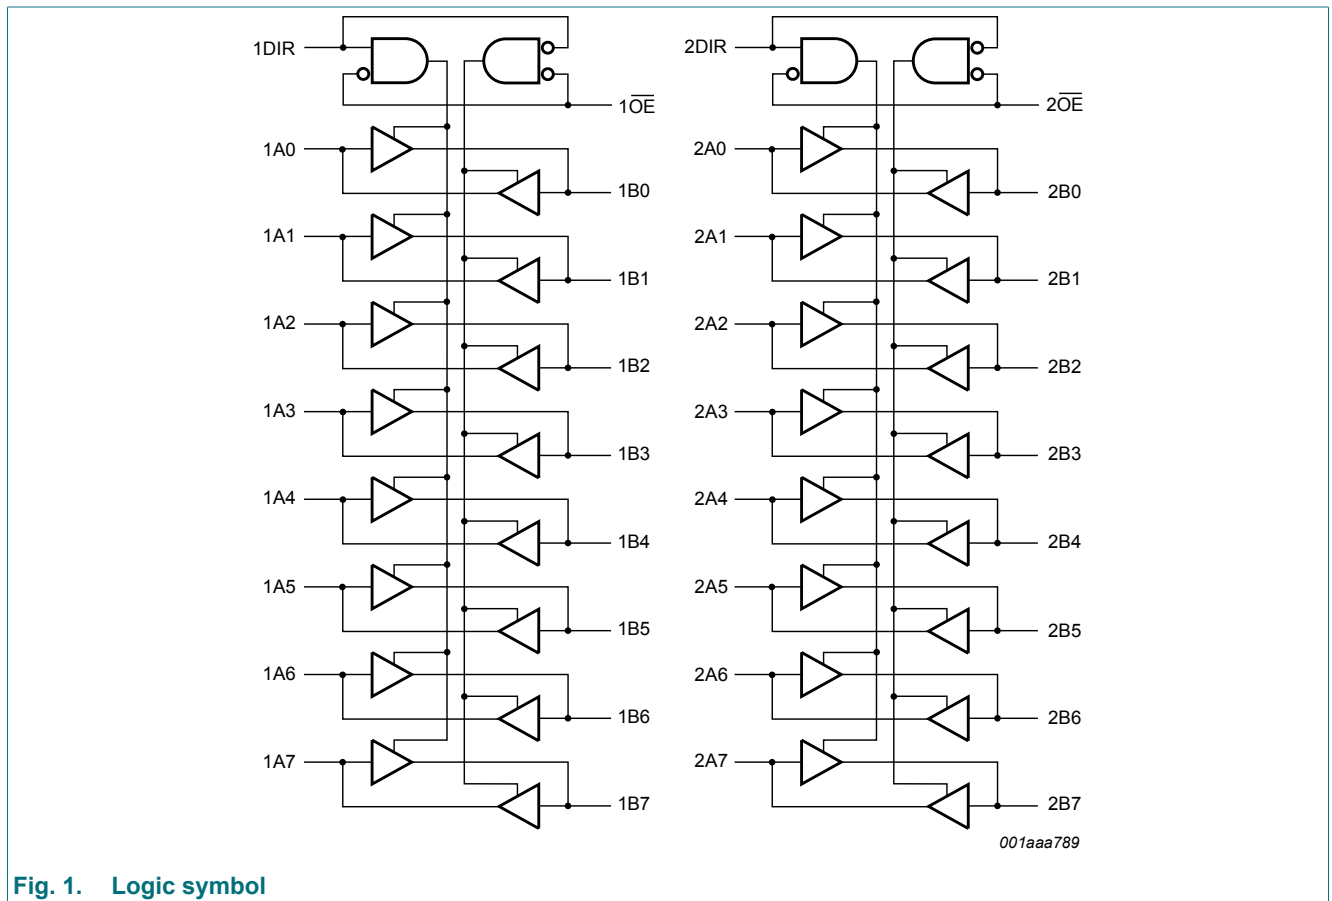 1DIR
2DIR
1O̅E̅
2O̅E̅
1A0
2A0
1B0
2B0
1A1
2A1
1B1
2B1
1A2
2A2
1B2
2B2
1A3
2A3
1B3
2B3
1A4
2A4
1B4
2B4
1A5
2A5
1B5
2B5
1A6
2A6
1B6
2B6
1A7
2A7
1B7
2B7
001aaa789
Fig. 1. Logic symbol